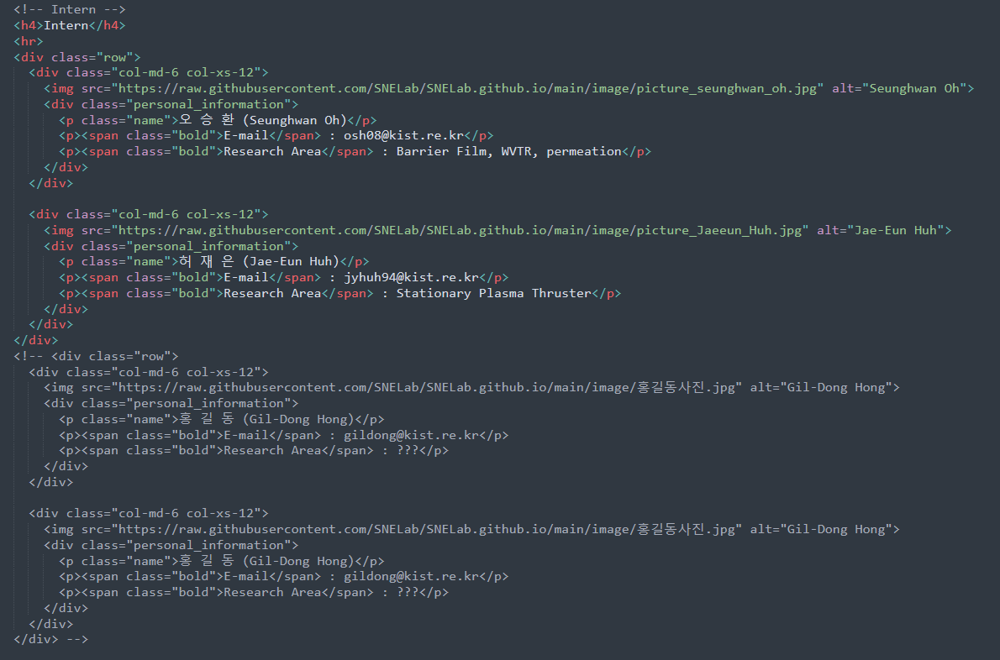 <!-- Intern -->
<h4>Intern</h4>
<hr>
<div class="row">
  <div class="col-md-6 col-xs-12">
    <img src="https://raw.githubusercontent.com/SNELab/SNELab.github.io/main/image/picture_seunghwan_oh.jpg" alt="Seunghwan Oh">
    <div class="personal_information">
      <p class="name">오 승 환 (Seunghwan Oh)</p>
      <p><span class="bold">E-mail</span> : osh08@kist.re.kr</p>
      <p><span class="bold">Research Area</span> : Barrier Film, WVTR, permeation</p>
    </div>
  </div>

  <div class="col-md-6 col-xs-12">
    <img src="https://raw.githubusercontent.com/SNELab/SNELab.github.io/main/image/picture_Jaeeun_Huh.jpg" alt="Jae-Eun Huh">
    <div class="personal_information">
      <p class="name">허 재 은 (Jae-Eun Huh)</p>
      <p><span class="bold">E-mail</span> : jyhuh94@kist.re.kr</p>
      <p><span class="bold">Research Area</span> : Stationary Plasma Thruster</p>
    </div>
  </div>
</div>
<!-- <div class="row">
  <div class="col-md-6 col-xs-12">
    <img src="https://raw.githubusercontent.com/SNELab/SNELab.github.io/main/image/홍길동사진.jpg" alt="Gil-Dong Hong">
    <div class="personal_information">
      <p class="name">홍 길 동 (Gil-Dong Hong)</p>
      <p><span class="bold">E-mail</span> : gildong@kist.re.kr</p>
      <p><span class="bold">Research Area</span> : ???</p>
    </div>
  </div>

  <div class="col-md-6 col-xs-12">
    <img src="https://raw.githubusercontent.com/SNELab/SNELab.github.io/main/image/홍길동사진.jpg" alt="Gil-Dong Hong">
    <div class="personal_information">
      <p class="name">홍 길 동 (Gil-Dong Hong)</p>
      <p><span class="bold">E-mail</span> : gildong@kist.re.kr</p>
      <p><span class="bold">Research Area</span> : ???</p>
    </div>
  </div>
</div> -->